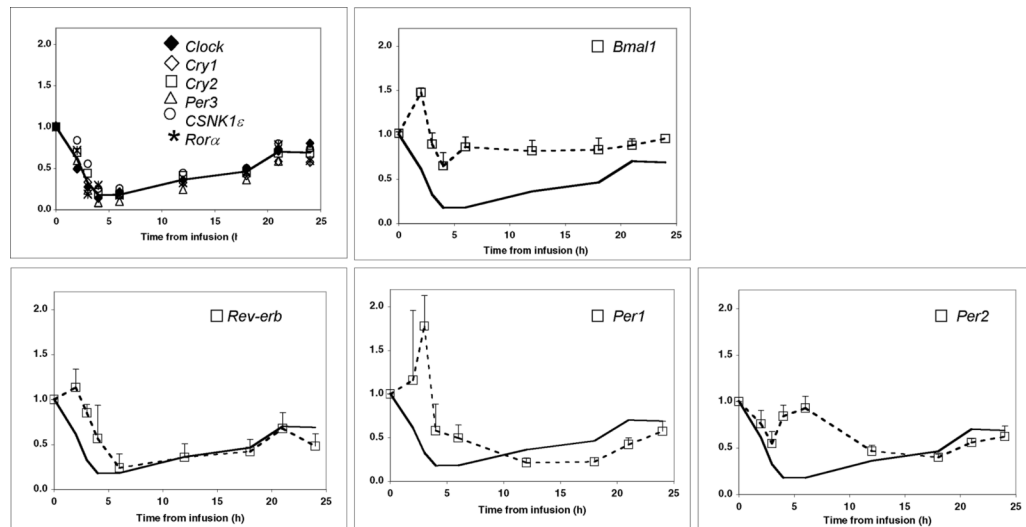 2.0
1.5
1.0
0.5
0.0
Clock
Cry1
Cry2
Per3
CSNK1ε
Rorα
0 5 10 15 20 25
Time from infusion (l
2.0
1.5
1.0
0.5
0.0
Bmal1
0 5 10 15 20 25
Time from infusion (h)
2.0
1.5
1.0
0.5
0.0
Rev-erb
0 5 10 15 20 25
Time from infusion (h)
2.0
1.5
1.0
0.5
0.0
Per1
0 5 10 15 20 25
Time from infusion (h)
2.0
1.5
1.0
0.5
0.0
Per2
0 5 10 15 20 25
Time from infusion (h)